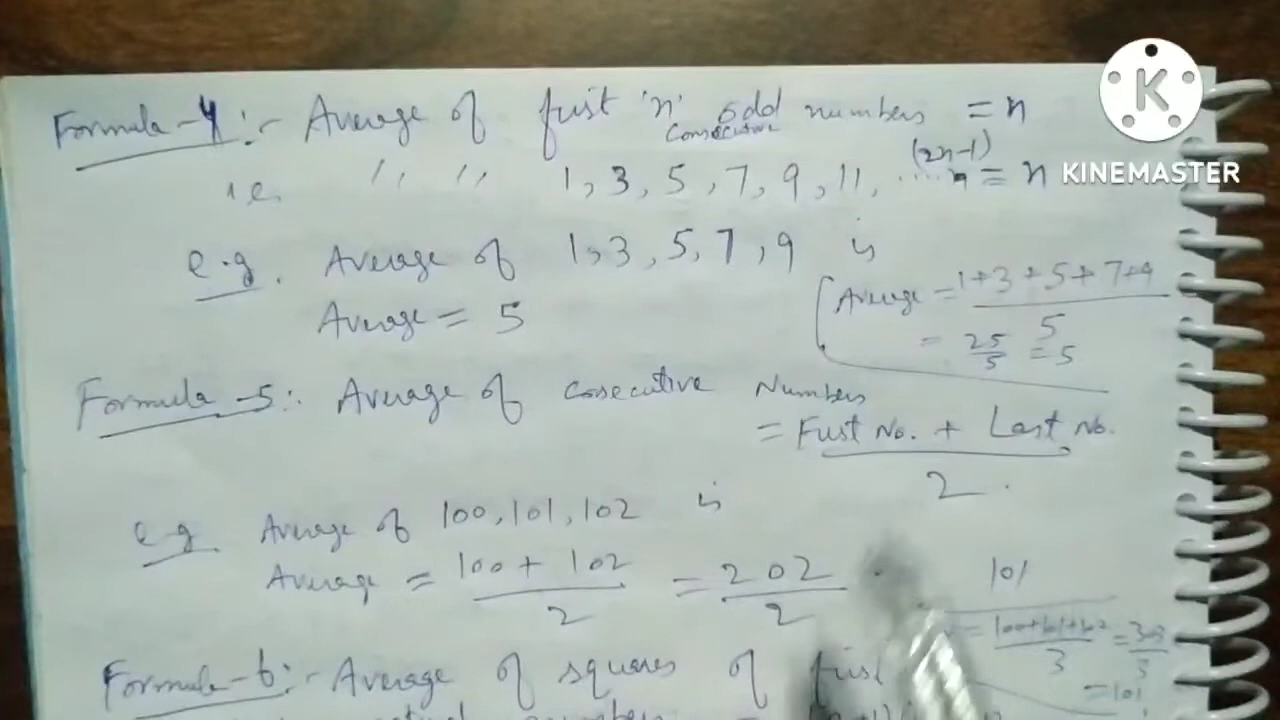 Formula-4:- Average of first 'n' odd numbers = n
Consecutive
(2n-1)
i.e. ,, ,, 1, 3, 5, 7, 9, 11, .... = n
e.g. Average of 1, 3, 5, 7, 9 is
Average = 5
Average = 1+3+5+7+9
5
= 25 = 5
5
Formula-5:- Average of consecutive Numbers
= First No. + Last No.
2
e.g. Average of 100, 101, 102 is
Average = 100 + 102 = 202
2 2
101
= 100+101+102 = 303
3 3
= 101
Formula-6:- Average of squares of first
numbers
K
KINEMASTER